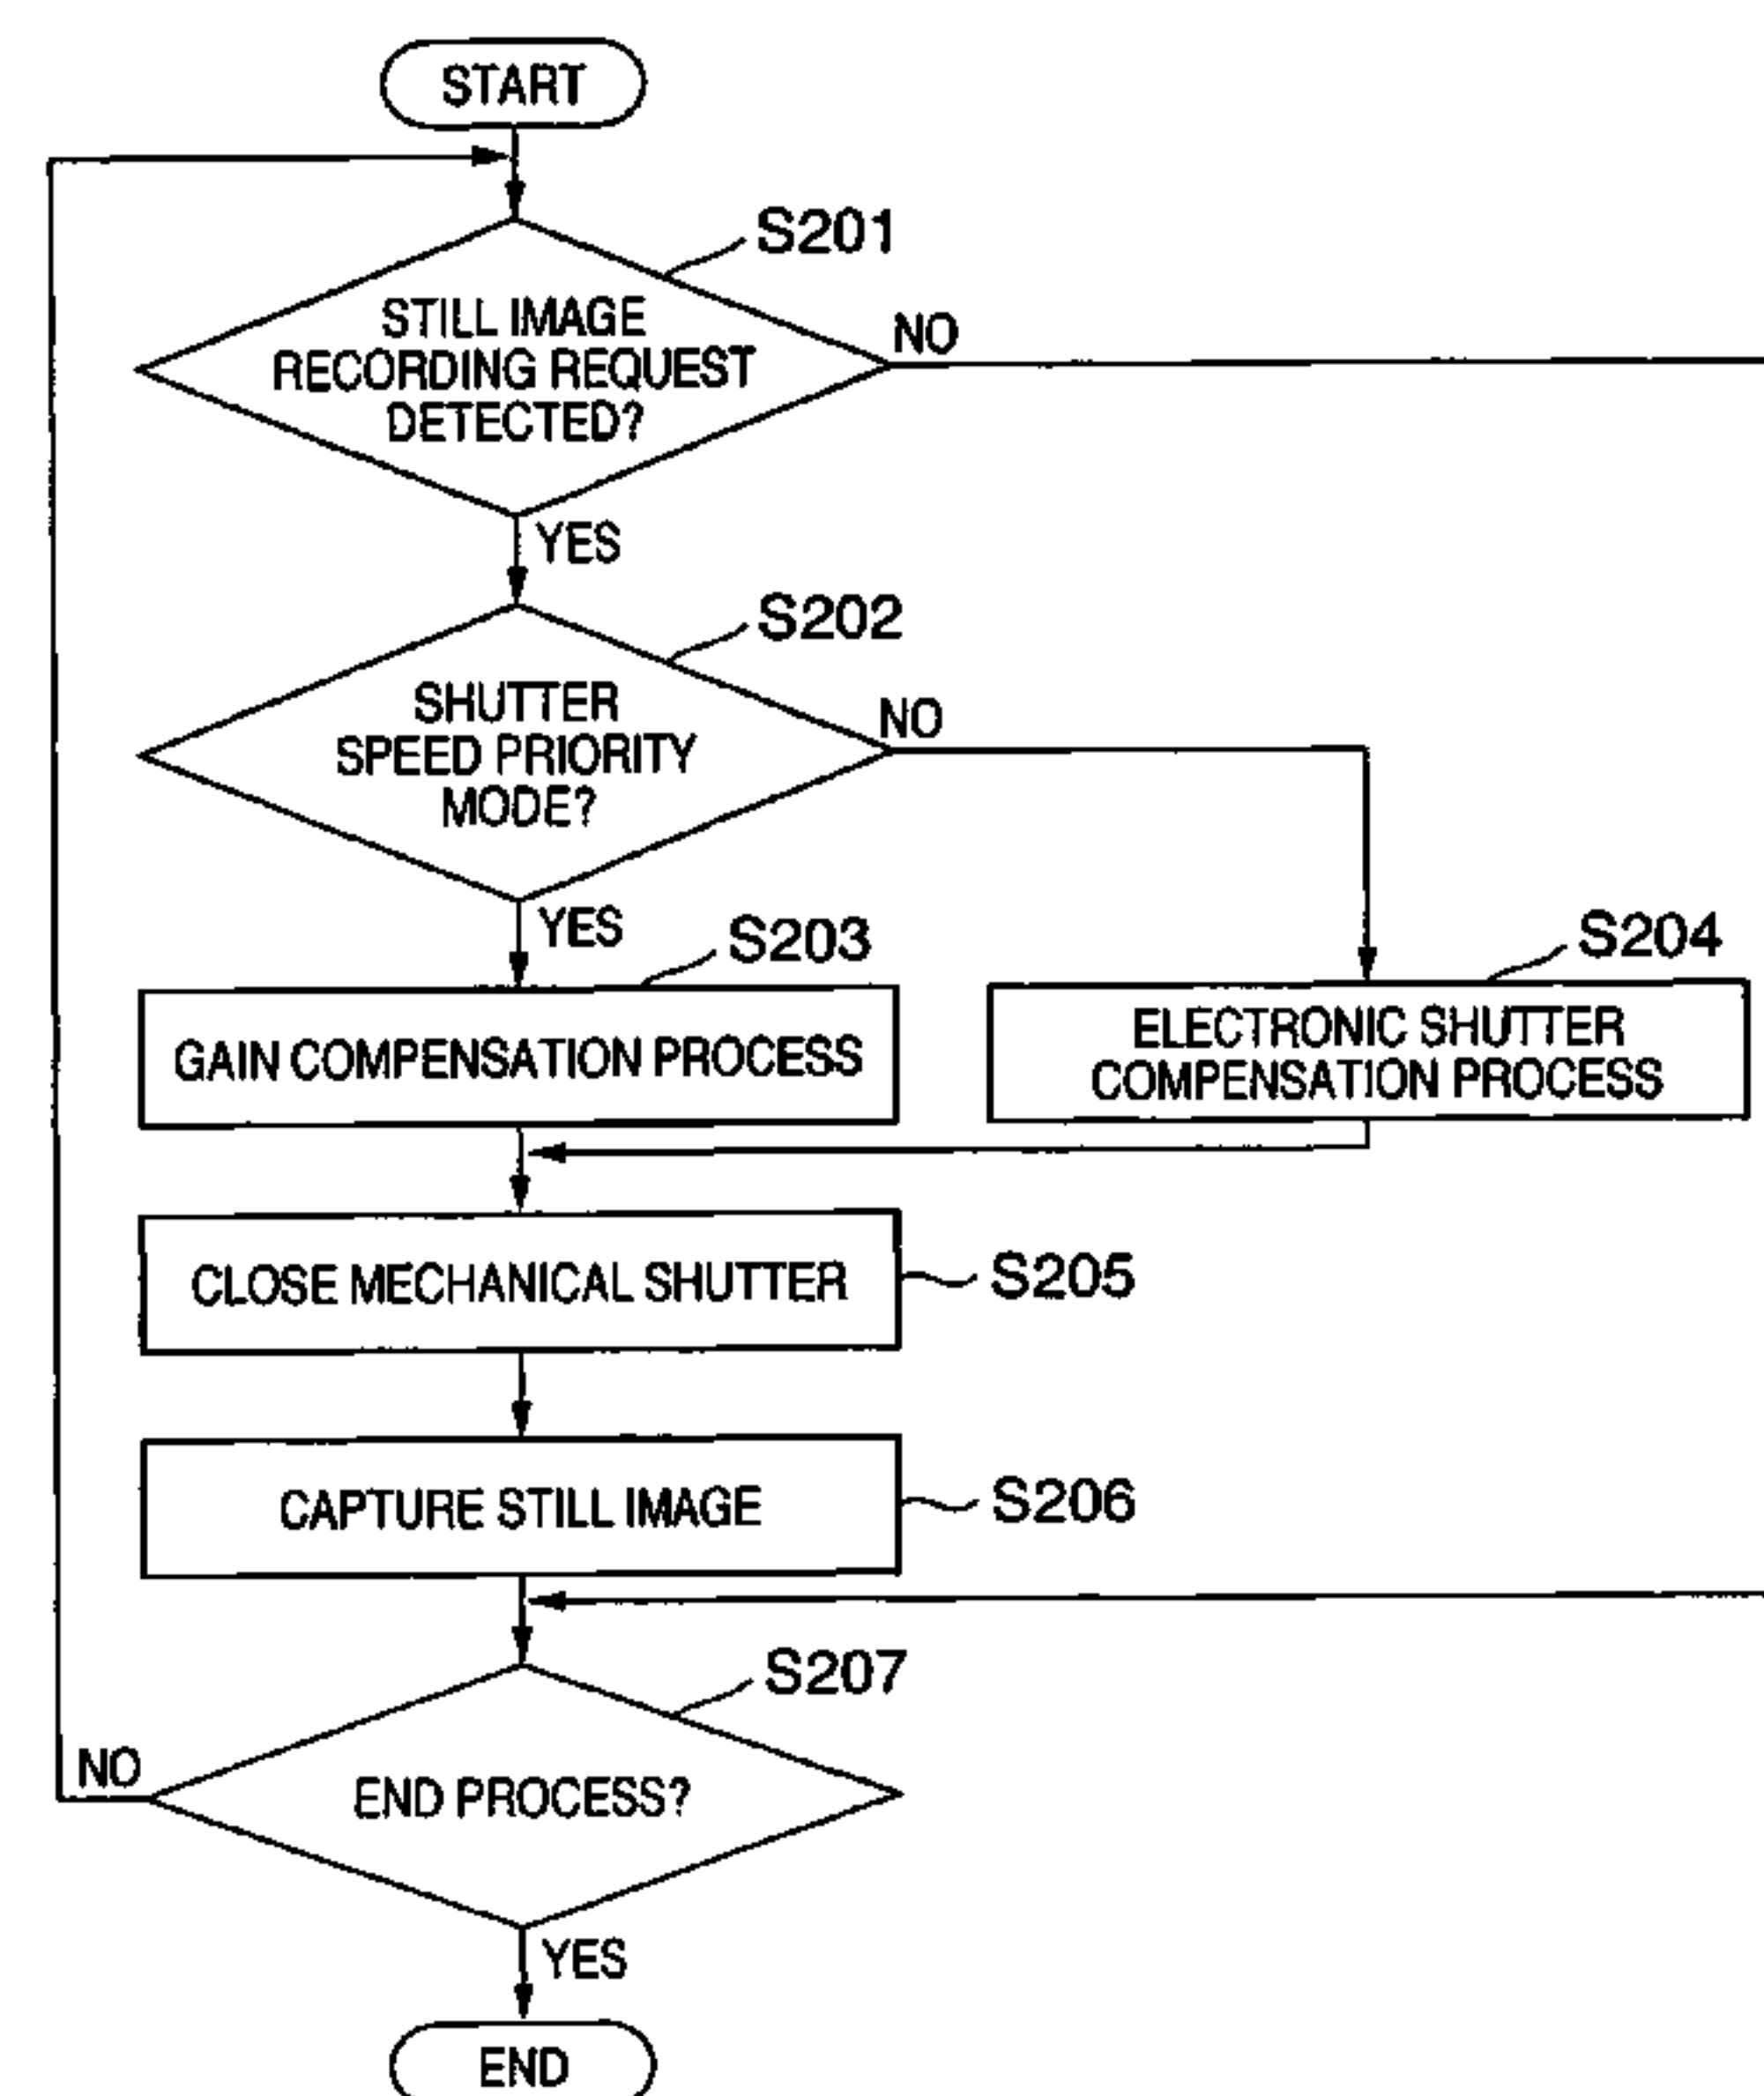 START
S201
STILL IMAGE
RECORDING REQUEST
DETECTED?
NO
YES
S202
SHUTTER
SPEED PRIORITY
MODE?
NO
YES
S203
GAIN COMPENSATION PROCESS
S204
ELECTRONIC SHUTTER
COMPENSATION PROCESS
CLOSE MECHANICAL SHUTTER
S205
CAPTURE STILL IMAGE
S206
S207
END PROCESS?
NO
YES
END